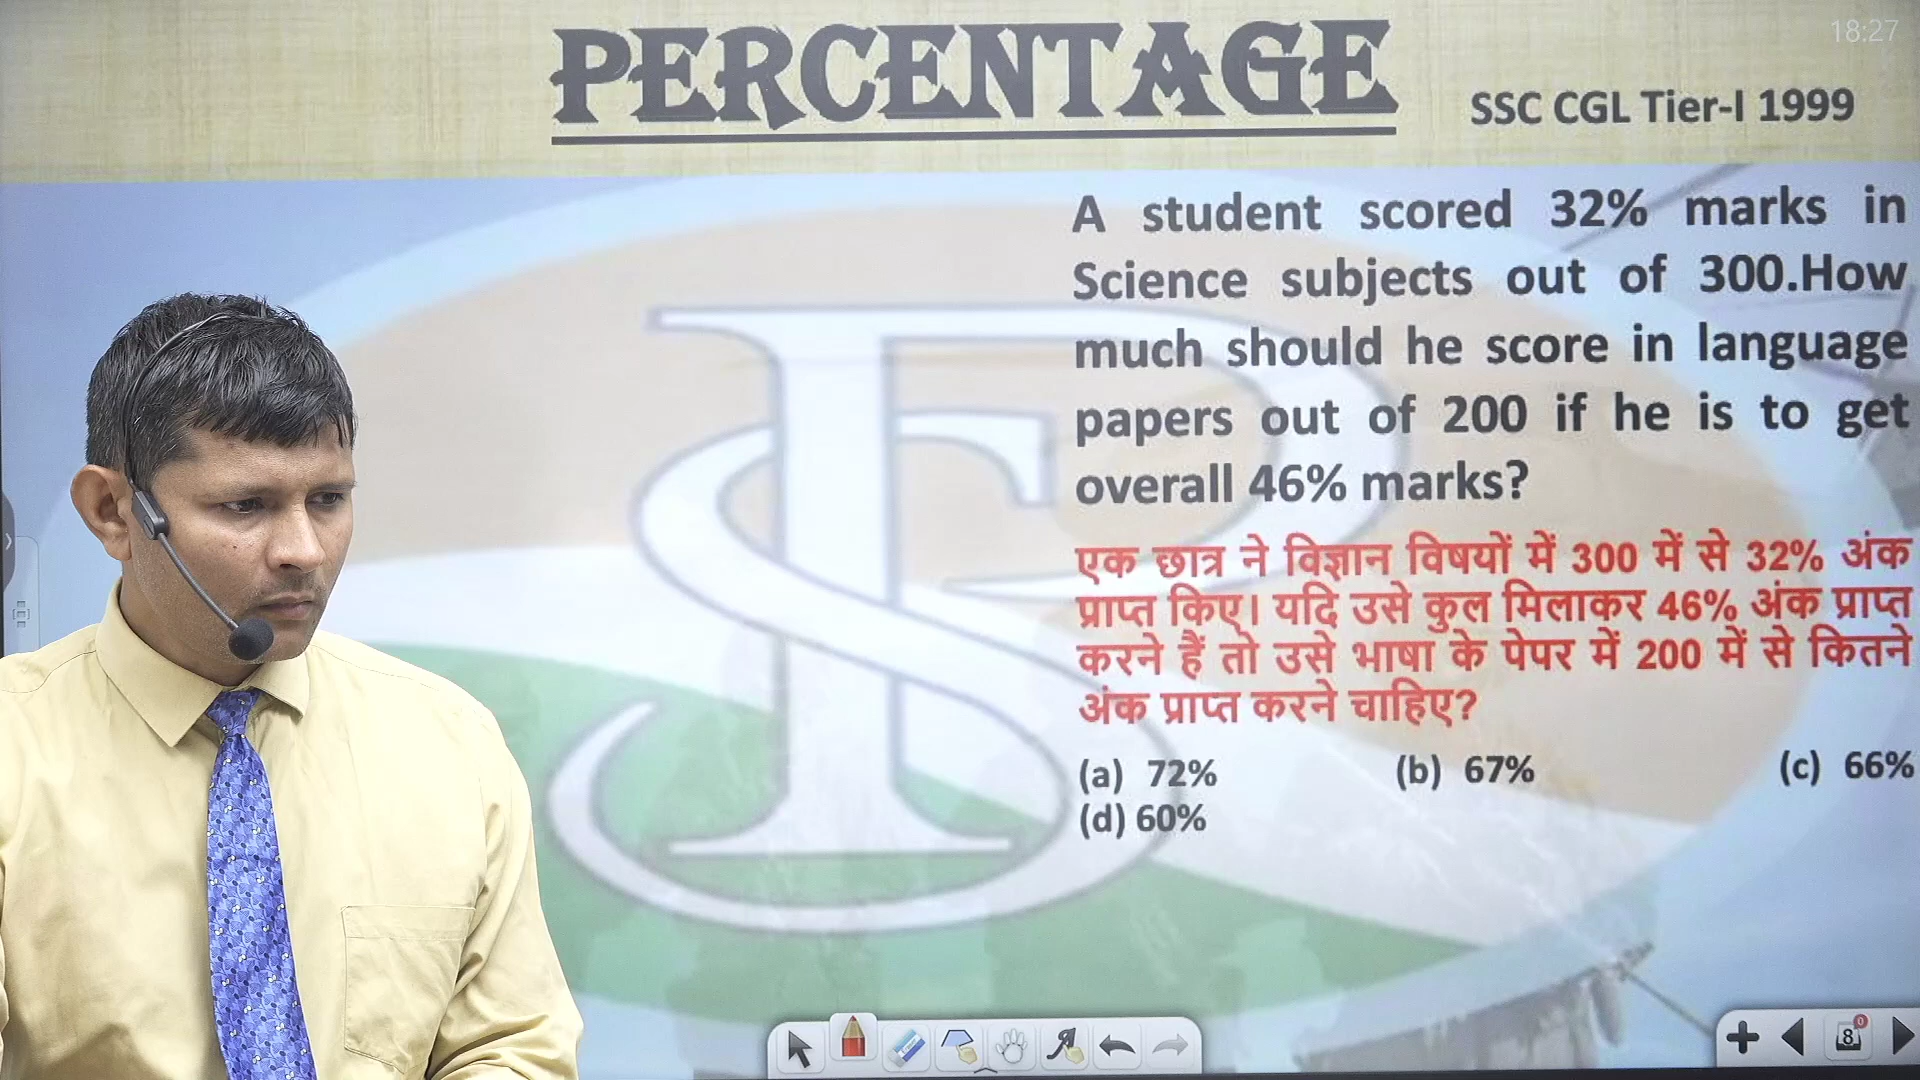 18:27
PERCENTAGE
SSC CGL Tier-I 1999
A student scored 32% marks in
Science subjects out of 300.How
much should he score in language
papers out of 200 if he is to get
overall 46% marks?
एक छात्र ने विज्ञान विषयों में 300 में से 32% अंक
प्राप्त किए। यदि उसे कुल मिलाकर 46% अंक प्राप्त
करने हैं तो उसे भाषा के पेपर में 200 में से कितने
अंक प्राप्त करने चाहिए?
(a) 72% (b) 67% (c) 66%
(d) 60%
8
0